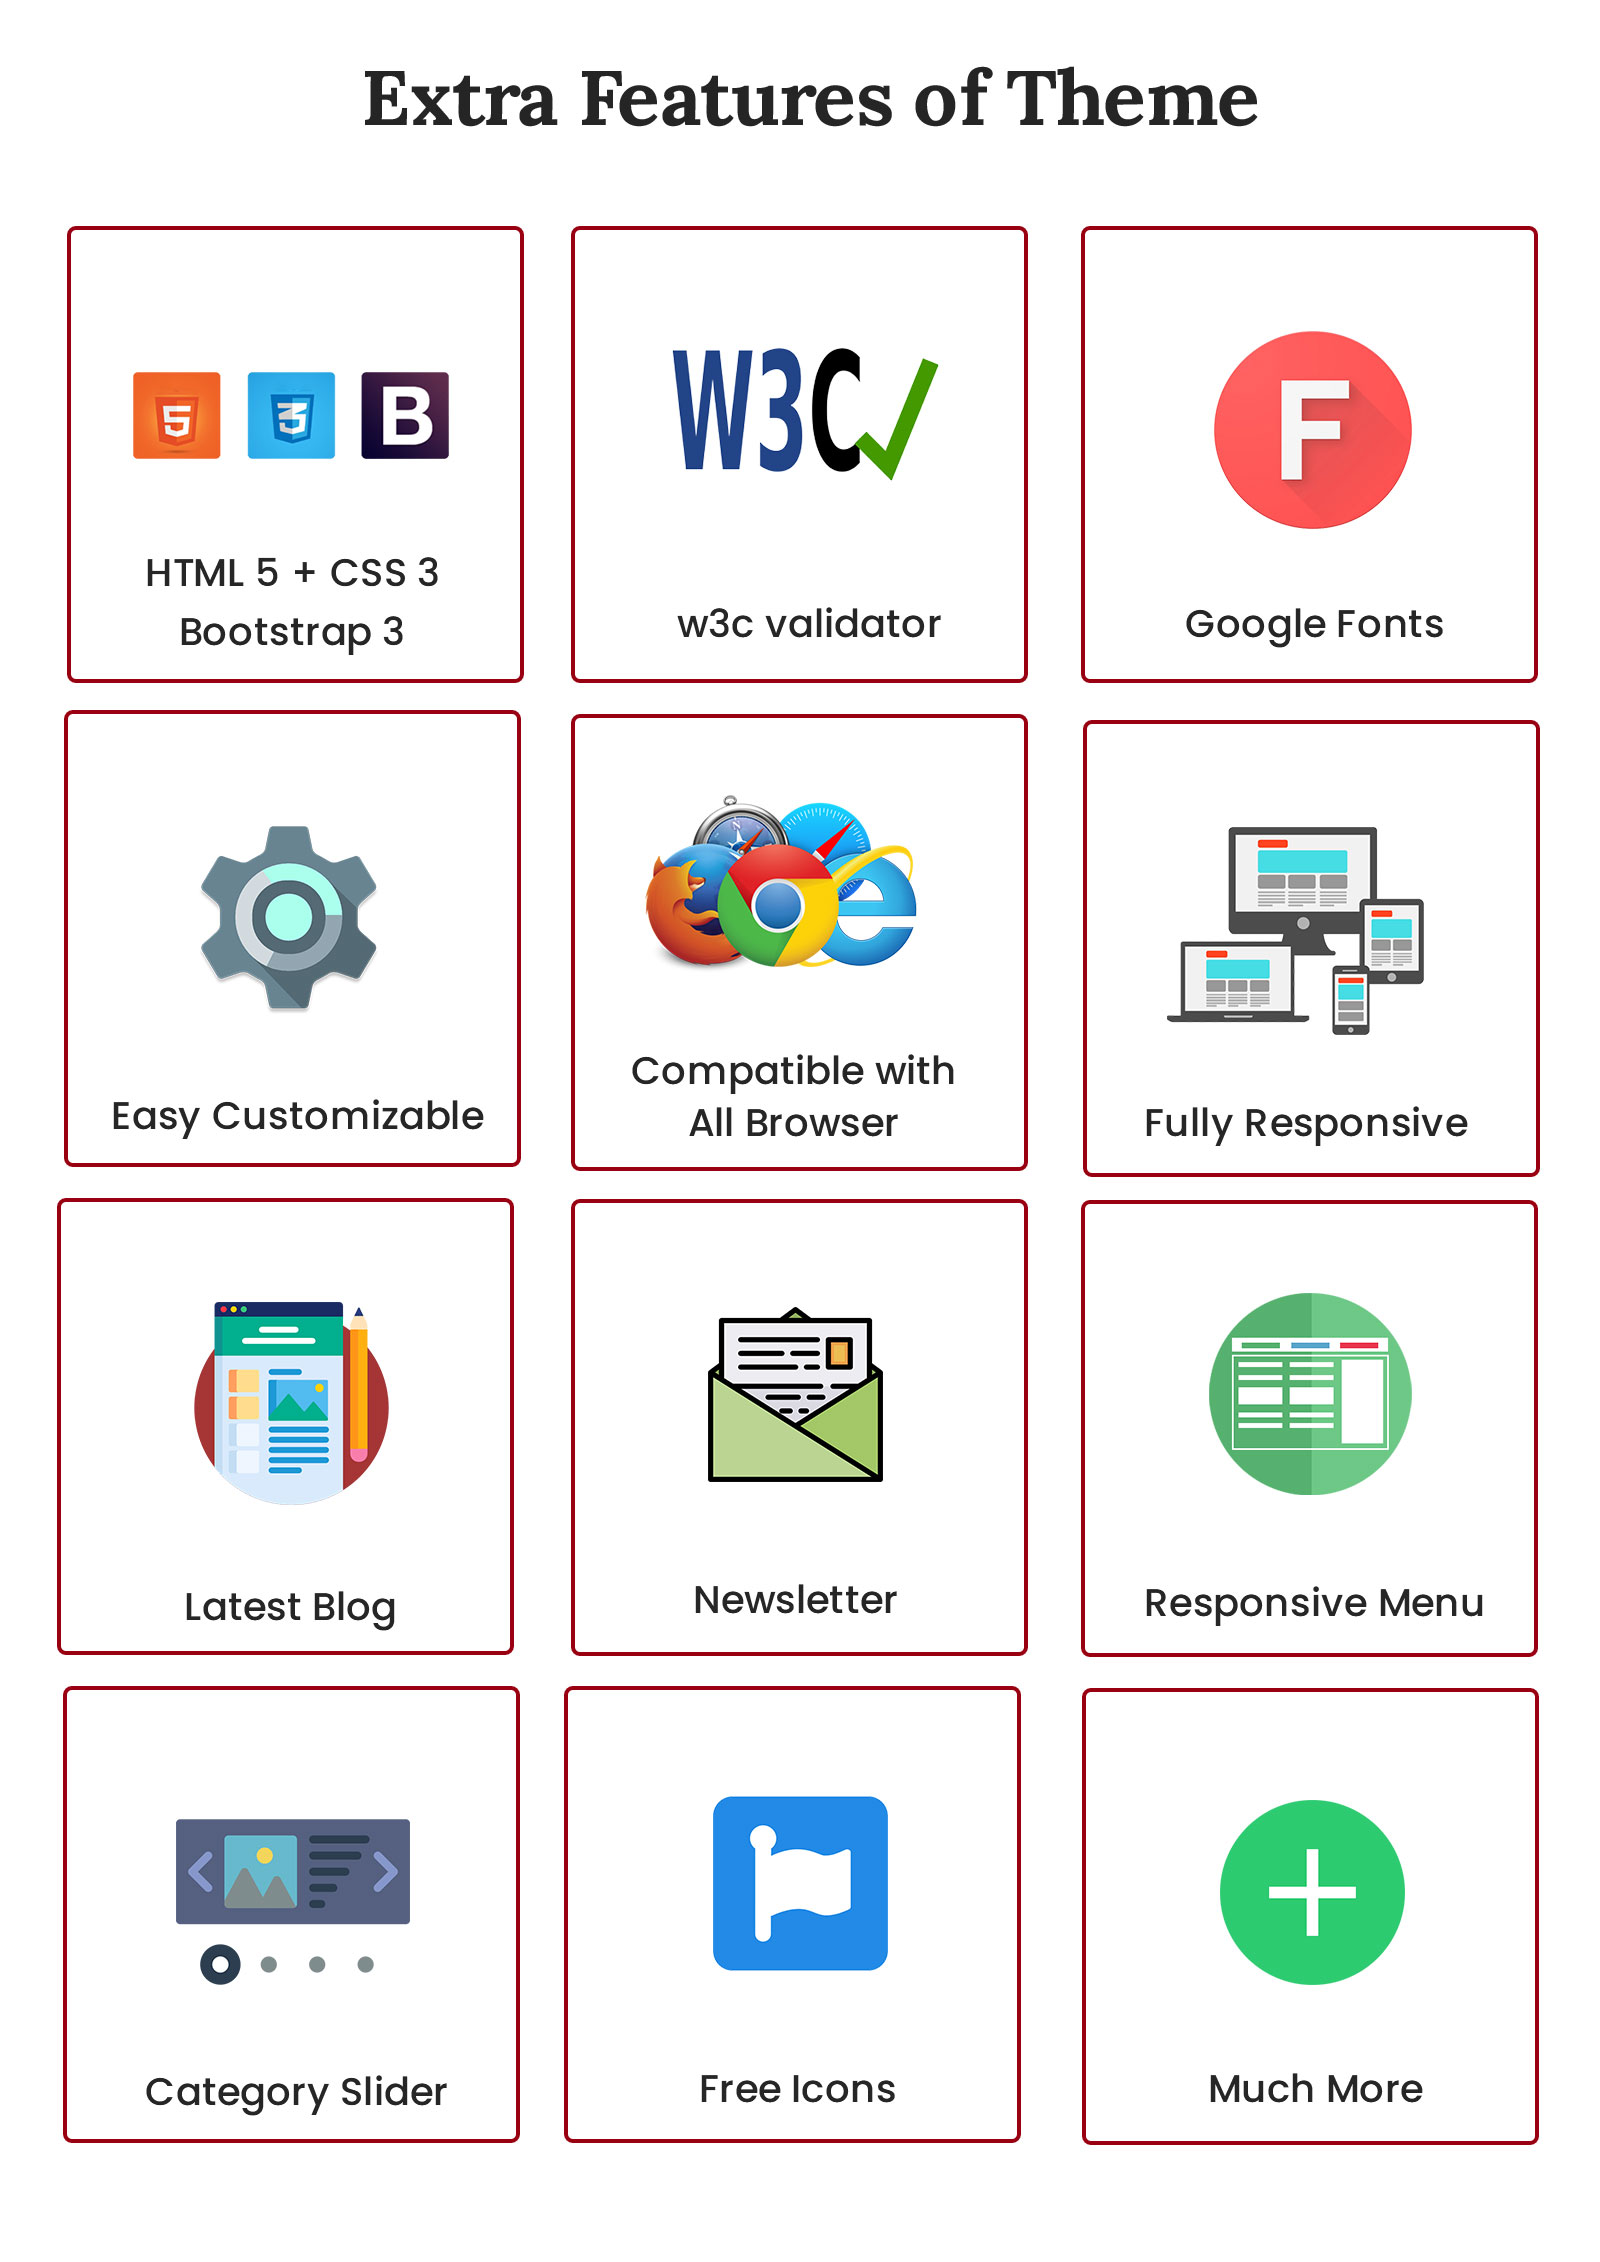 Extra Features of Theme
5
3
B
W3C
F
HTML 5 + CSS 3
Bootstrap 3
w3c validator
Google Fonts
N
e
Easy Customizable
Compatible with
All Browser
Fully Responsive
Latest Blog
Newsletter
Responsive Menu
Category Slider
Free Icons
Much More